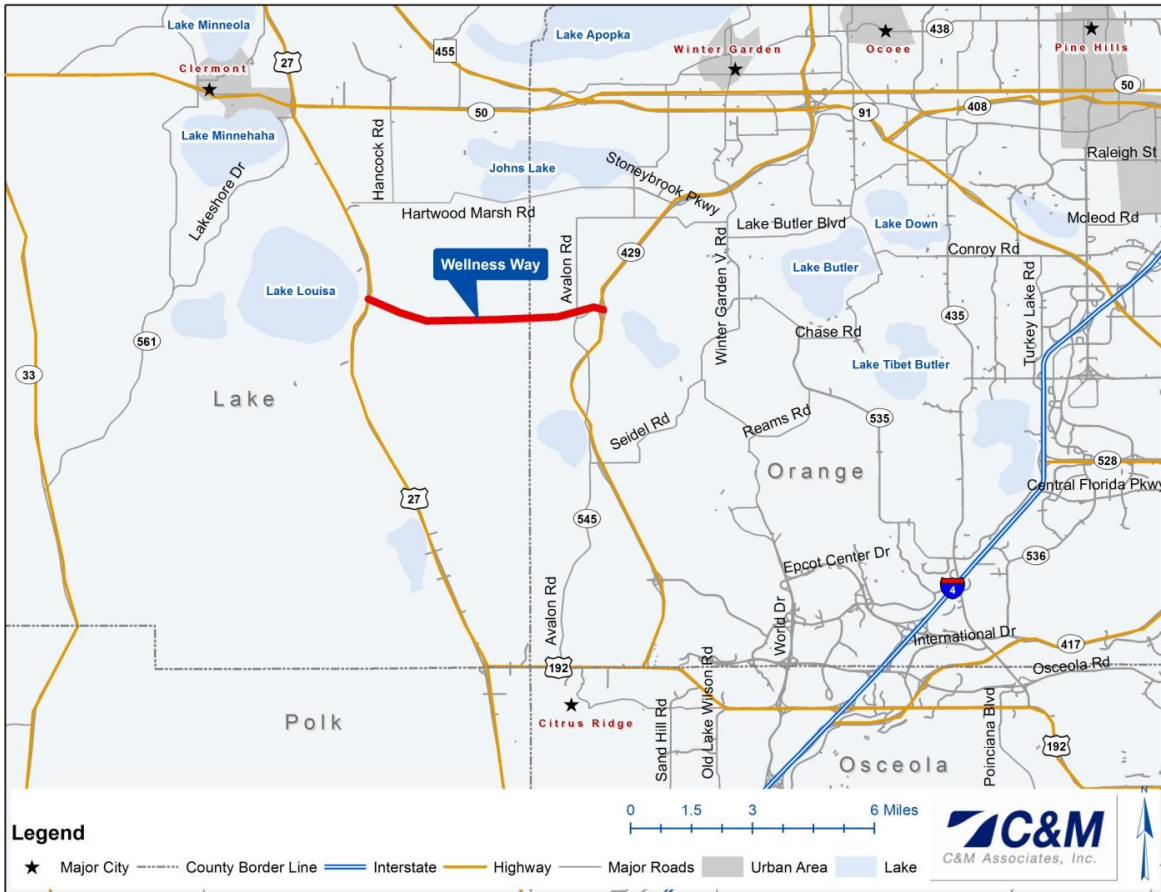 Lake Minneola
Lake Apopka
Winter Garden
Ocoee
438
Pine Hills
27
455
Clermont
50
50
408
91
Lake Minnehaha
Hancock Rd
Johns Lake
Stoneybrook Pkwy
Raleigh St
Lakeshore Dr
Hartwood Marsh Rd
Lake Butler Blvd
Lake Down
Mcleod Rd
Avalon Rd
429
Winter Garden V. Rd
Conroy Rd
Wellness Way
Lake Butler
Turkey Lake Rd
Lake Louisa
435
Chase Rd
561
Lake Tibet Butler
33
Lake
Seidel Rd
Reams Rd
535
Orange
528
Central Florida Pkwy
27
545
536
Epcot Center Dr
4
Avalon Rd
World Dr
International Dr
417
192
Osceola Rd
Citrus Ridge
Polk
Sand Hill Rd
Old Lake Wilson Rd
Poinciana Blvd
192
Osceola
0 1.5 3 6 Miles
N
C&M
C&M Associates, Inc.
Legend
Major City
County Border Line
Interstate
Highway
Major Roads
Urban Area
Lake